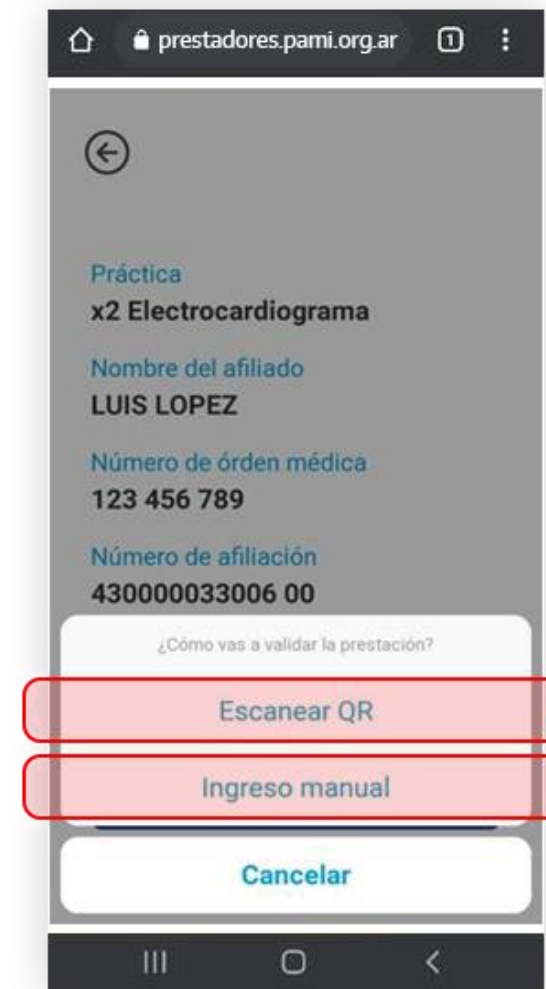 prestadores.pami.org.ar 1
Práctica
x2 Electrocardiograma
Nombre del afiliado
LUIS LOPEZ
Número de órden médica
123 456 789
Número de afiliación
430000033006 00
¿Cómo vas a validar la prestación?
Escanear QR
Ingreso manual
Cancelar